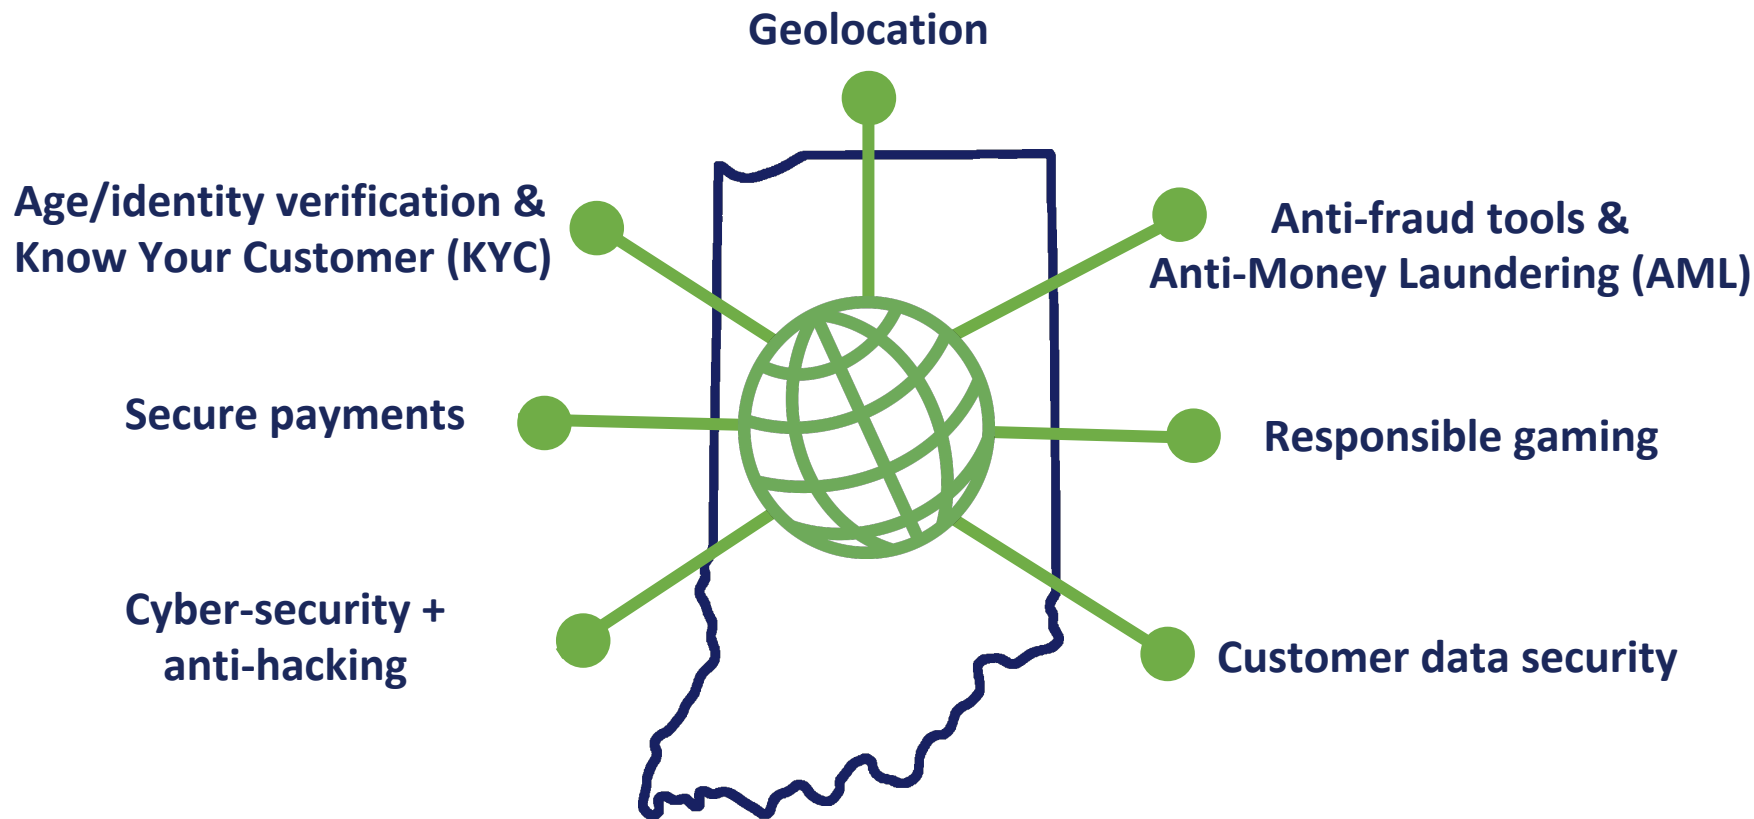 Geolocation
Age/identity verification &
Know Your Customer (KYC)
Anti-fraud tools &
Anti-Money Laundering (AML)
Secure payments
Responsible gaming
Cyber-security +
anti-hacking
Customer data security